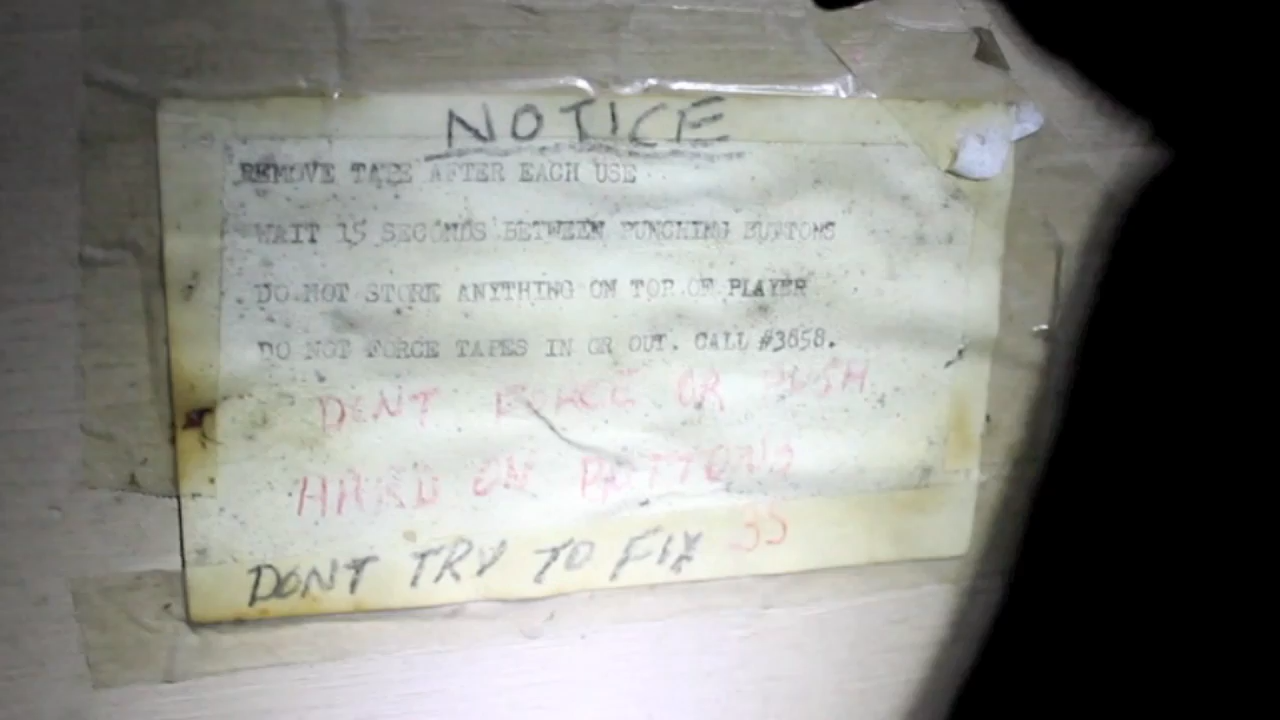 NOTICE
REMOVE TAPE AFTER EACH USE
WAIT 15 SECONDS BETWEEN PUNCHING BUTTONS
DO NOT STORE ANYTHING ON TOP OF PLAYER
DO NOT FORCE TAPES IN OR OUT. CALL #3658.
DONT FORCE OR PUSH
HARD ON
DONT TRY TO FIX